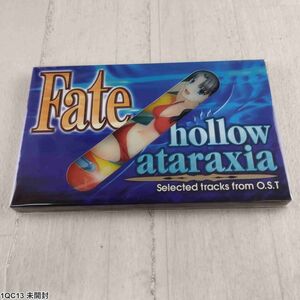 Fate
hollow
ataraxia
Selected tracks from O.S.T
1QC13 未開封